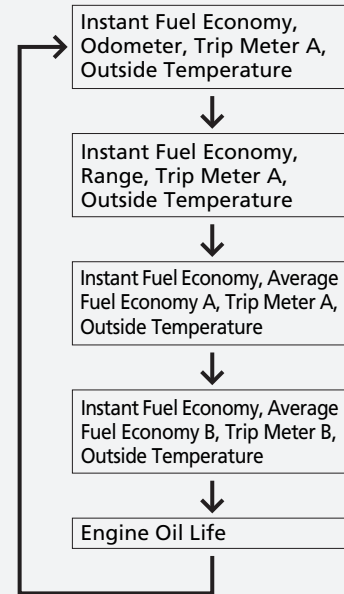 Instant Fuel Economy,
Odometer, Trip Meter A,
Outside Temperature
Instant Fuel Economy,
Range, Trip Meter A,
Outside Temperature
Instant Fuel Economy, Average
Fuel Economy A, Trip Meter A,
Outside Temperature
Instant Fuel Economy, Average
Fuel Economy B, Trip Meter B,
Outside Temperature
Engine Oil Life